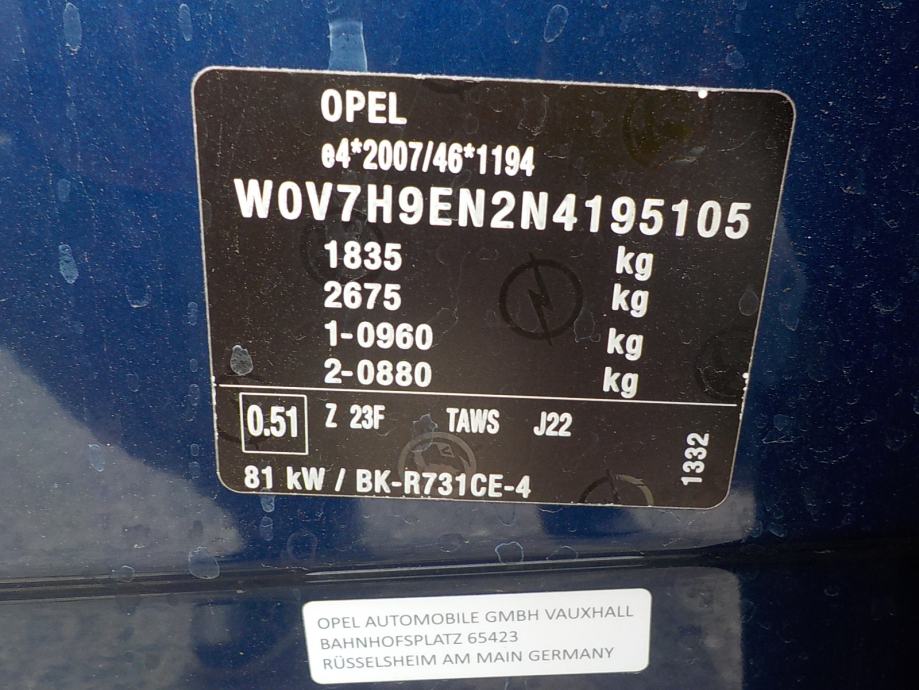 OPEL
e4*2007/46*1194
W0V7H9EN2N4195105
1835 kg
2675 kg
1-0960 kg
2-0880 kg
0.51 Z 23F TAWS J22
1332
81 kW / BK-R731CE-4
OPEL AUTOMOBILE GMBH VAUXHALL
BAHNHOFSPLATZ 65423
RÜSSELSHEIM AM MAIN GERMANY